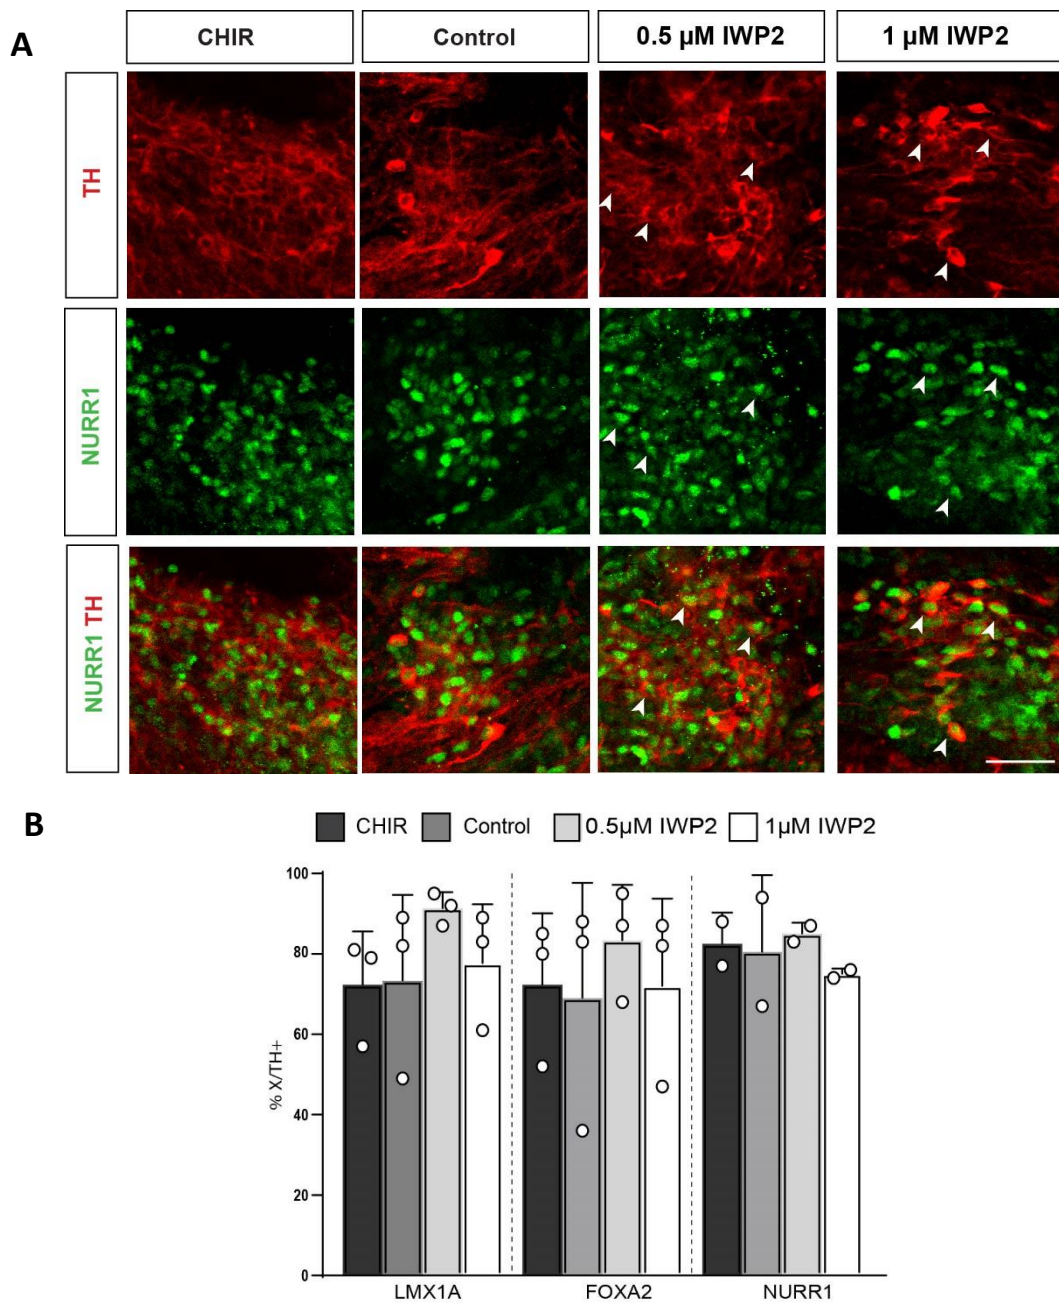 A
CHIR
Control
0.5 µM IWP2
1 µM IWP2
TH
NURR1
NURR1 TH
B
CHIR
Control
0.5µM IWP2
1µM IWP2
% X/TH+
100
80
60
40
20
0
LMX1A
FOXA2
NURR1